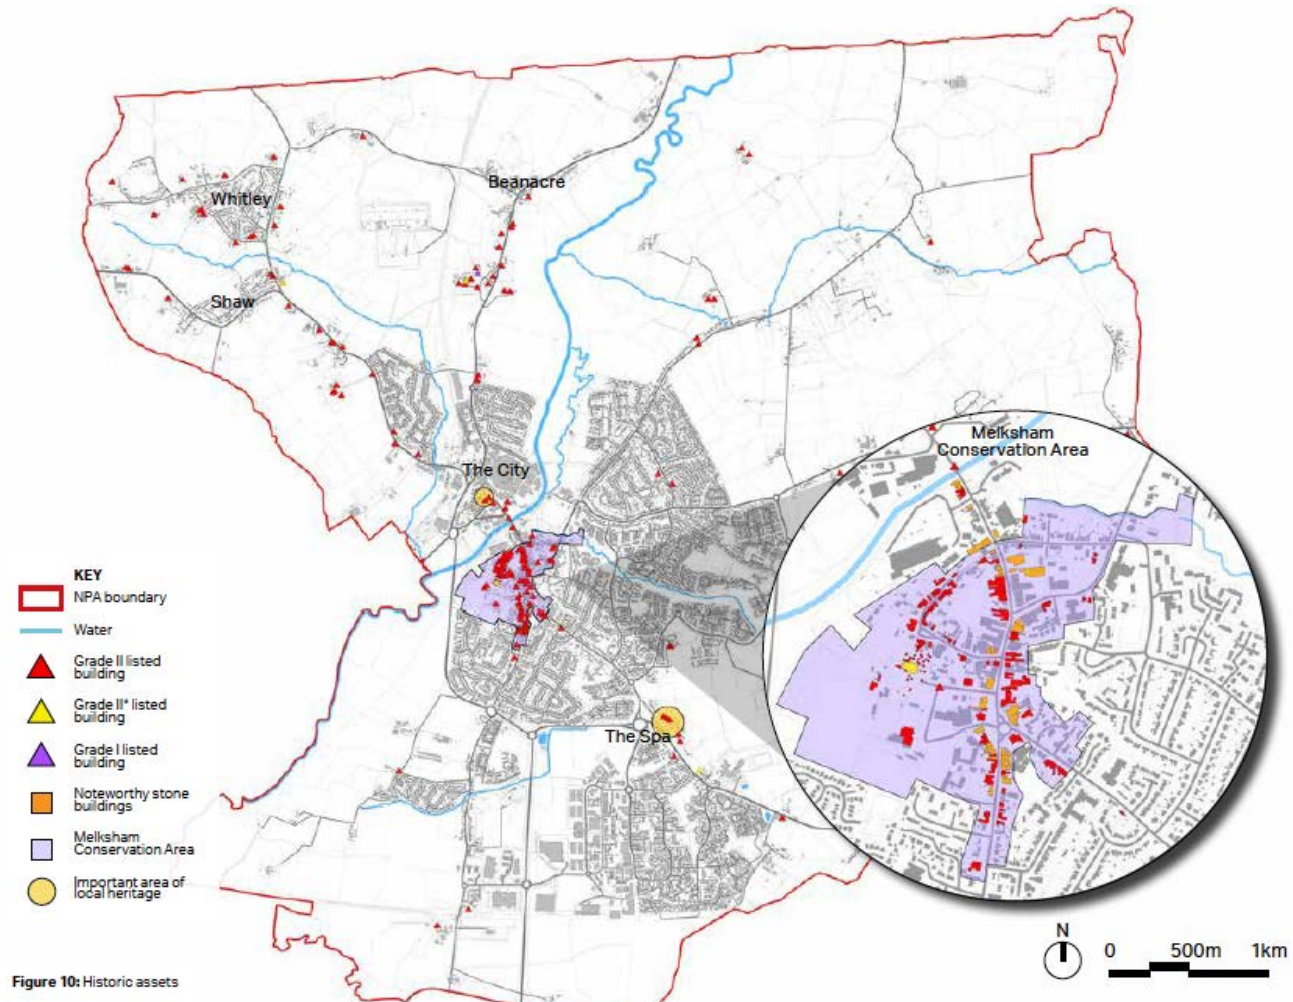 Beanacre
Whitley
Shaw
The City
Melksham
Conservation Area
The Spa
KEY
NPA boundary
Water
Grade II listed
building
Grade II* listed
building
Grade I listed
building
Noteworthy stone
buildings
Melksham
Conservation Area
Important area of
local heritage
N
0 500m 1km
Figure 10: Historic assets